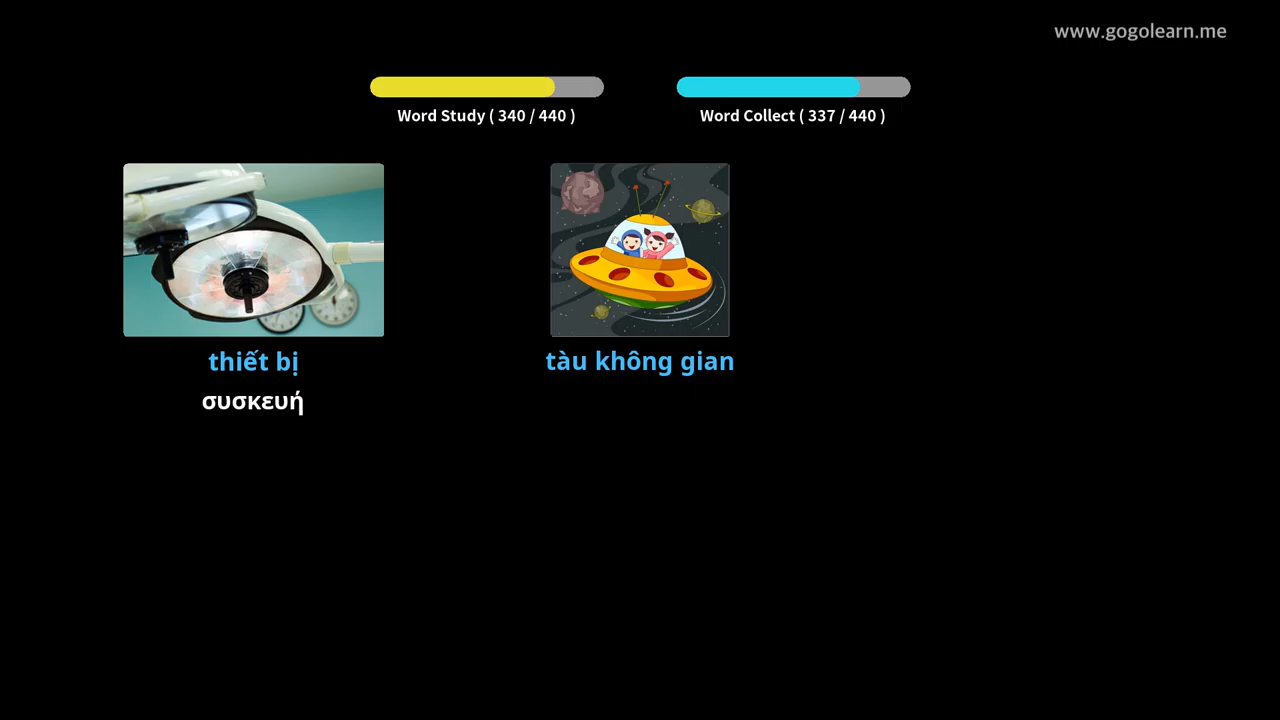 www.gogolearn.me
Word Study ( 340 / 440 )
Word Collect ( 337 / 440 )
thiết bị
συσκευή
tàu không gian